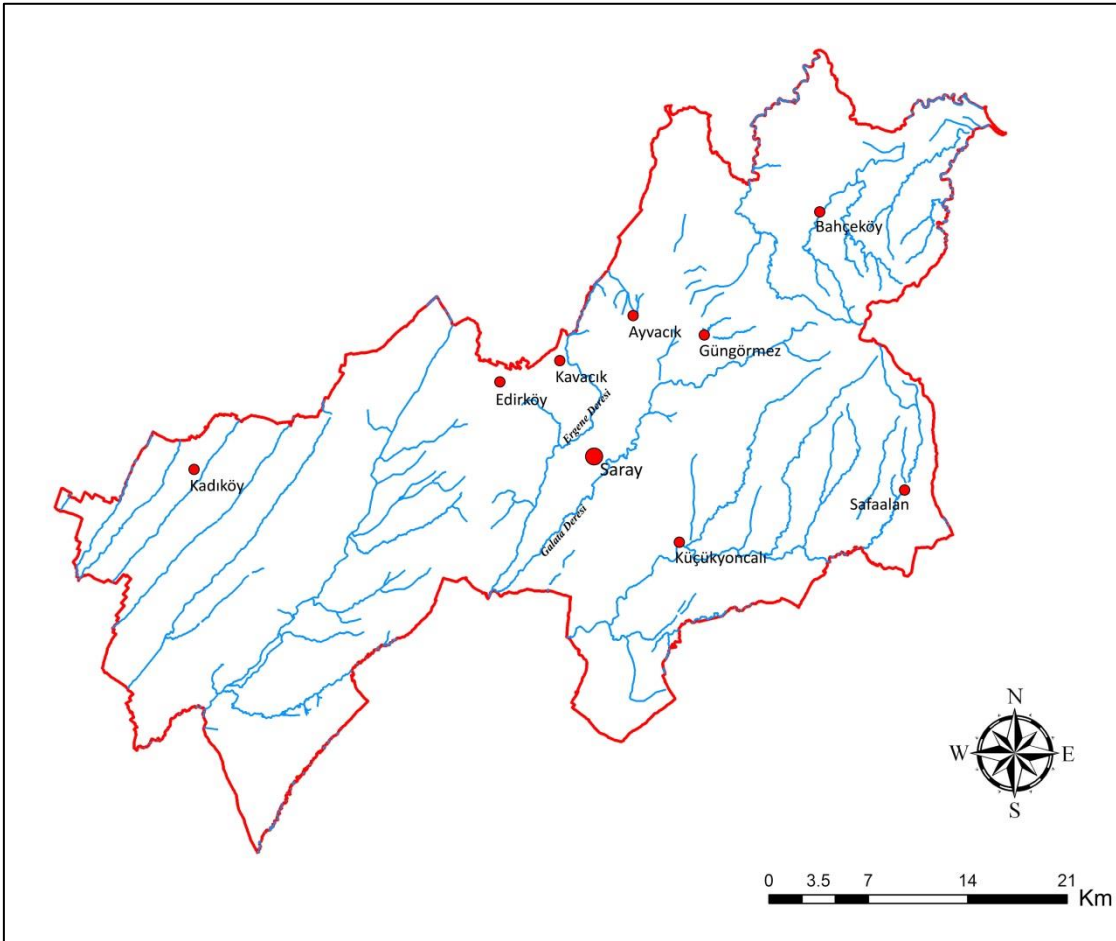 Bahçeköy
Ayvacık
Güngörmez
Kavacık
Edirköy
Ergene Deresi
Saray
Kadıköy
Safaalan
Galata Deresi
Küçükyoncalı
N
W E
S
0 3.5 7 14 21
Km